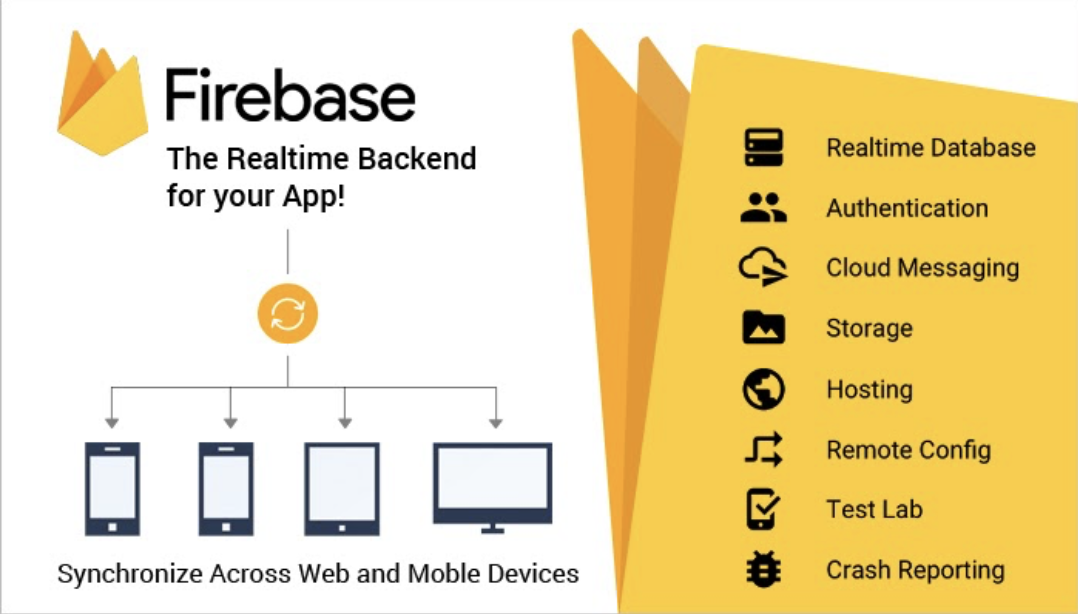 Firebase
The Realtime Backend
for your App!
Synchronize Across Web and Moble Devices
Realtime Database
Authentication
Cloud Messaging
Storage
Hosting
Remote Config
Test Lab
Crash Reporting